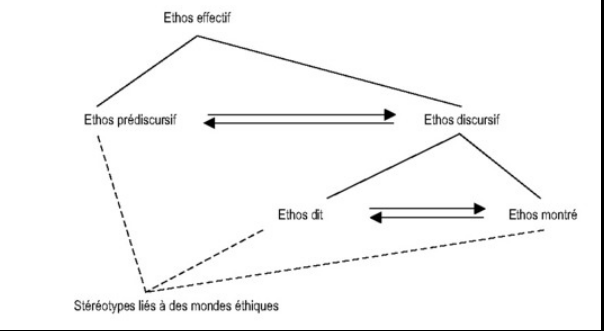 Ethos effectif
Ethos prédiscursif
Ethos discursif
Ethos dit
Ethos montré
Stéréotypes liés à des mondes éthiques